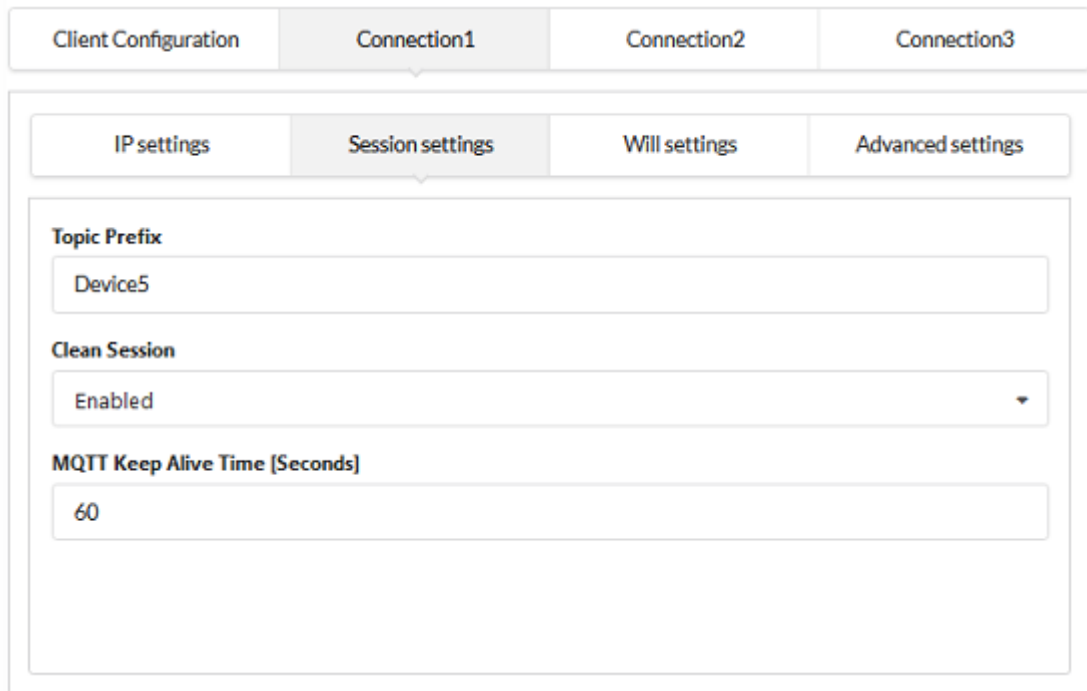 Client Configuration Connection1 Connection2 Connection3
IP settings Session settings Will settings Advanced settings
Topic Prefix
Device5
Clean Session
Enabled
MQTT Keep Alive Time [Seconds]
60